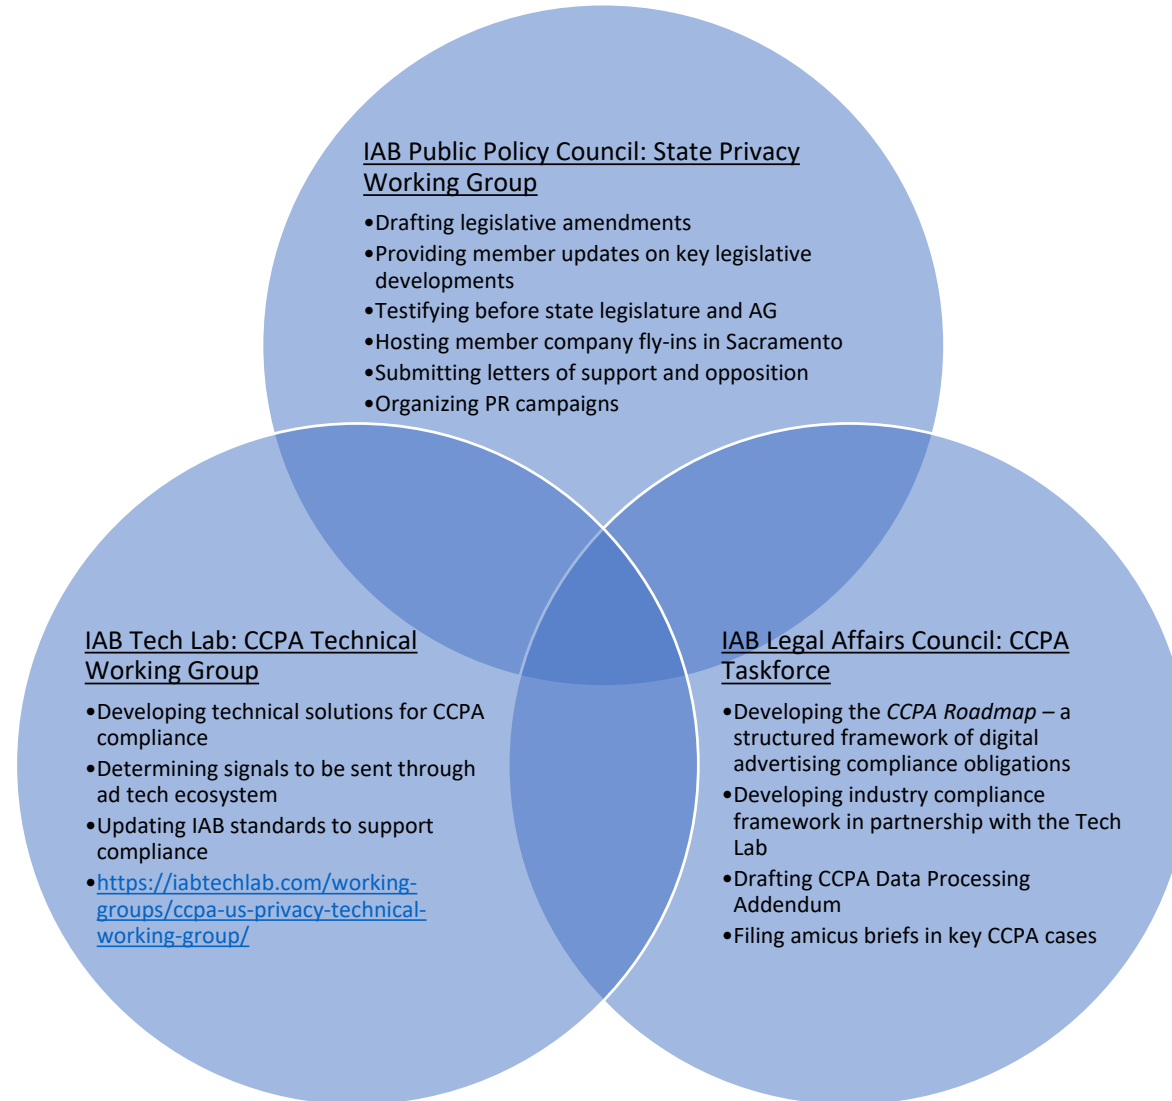 IAB Public Policy Council: State Privacy
Working Group
•Drafting legislative amendments
•Providing member updates on key legislative
developments
•Testifying before state legislature and AG
•Hosting member company fly-ins in Sacramento
•Submitting letters of support and opposition
•Organizing PR campaigns
IAB Tech Lab: CCPA Technical
Working Group
•Developing technical solutions for CCPA
compliance
•Determining signals to be sent through
ad tech ecosystem
•Updating IAB standards to support
compliance
•https://iabtechlab.com/working-
groups/ccpa-us-privacy-technical-
working-group/
IAB Legal Affairs Council: CCPA
Taskforce
•Developing the CCPA Roadmap – a
structured framework of digital
advertising compliance obligations
•Developing industry compliance
framework in partnership with the Tech
Lab
•Drafting CCPA Data Processing
Addendum
•Filing amicus briefs in key CCPA cases